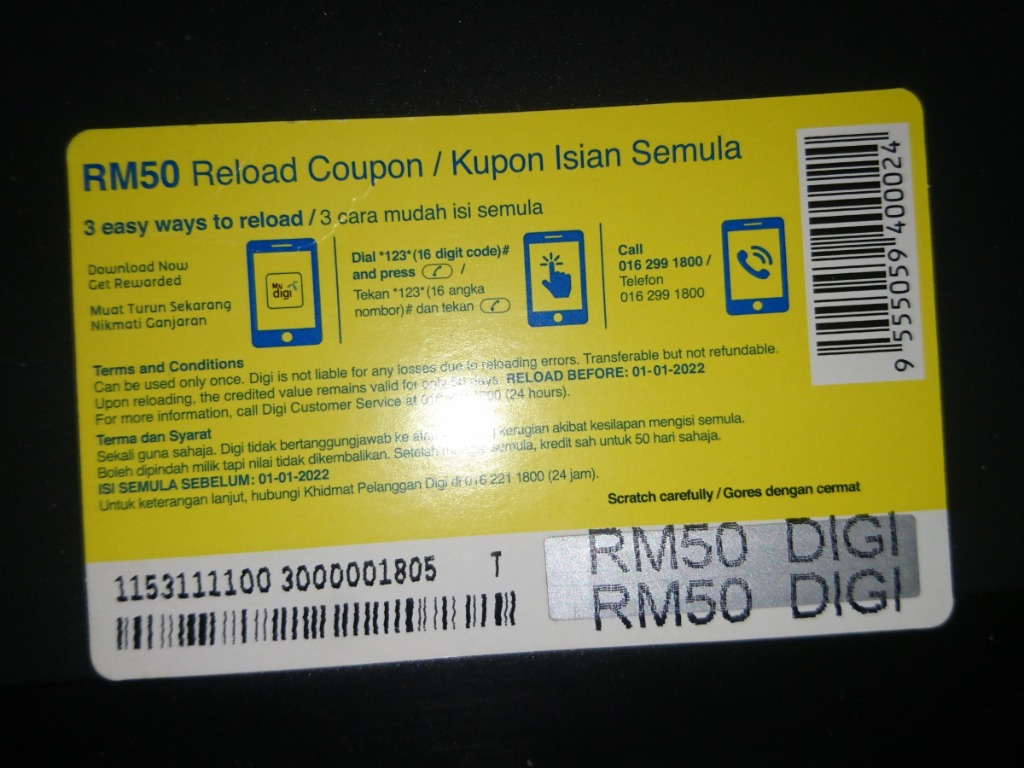 RM50 Reload Coupon / Kupon Isian Semula
3 easy ways to reload / 3 cara mudah isi semula
Download Now
Get Rewarded
Muat Turun Sekarang
Nikmati Ganjaran
My
digi
Dial *123*(16 digit code)#
and press /
Tekan *123*(16 angka
nombor)# dan tekan
Call
016 299 1800 /
Telefon
016 299 1800
9 555059 400024
Terms and Conditions
Can be used only once. Digi is not liable for any losses due to reloading errors. Transferable but not refundable.
Upon reloading, the credited value remains valid for only 50 days. RELOAD BEFORE: 01-01-2022
For more information, call Digi Customer Service at (24 hours).
Terma dan Syarat
Sekali guna sahaja. Digi tidak bertanggungjawab ke kerugian akibat kesilapan mengisi semula.
Boleh dipindah milik tapi nilai tidak dikembalikan. Setelah semula, kredit sah untuk 50 hari sahaja.
ISI SEMULA SEBELUM: 01-01-2022
Untuk keterangan lanjut, hubungi Khidmat Pelanggan Digi di 016 221 1800 (24 jam).
Scratch carefully / Gores dengan cermat
1153111100 3000001805 T
RM50 DIGI
RM50 DIGI